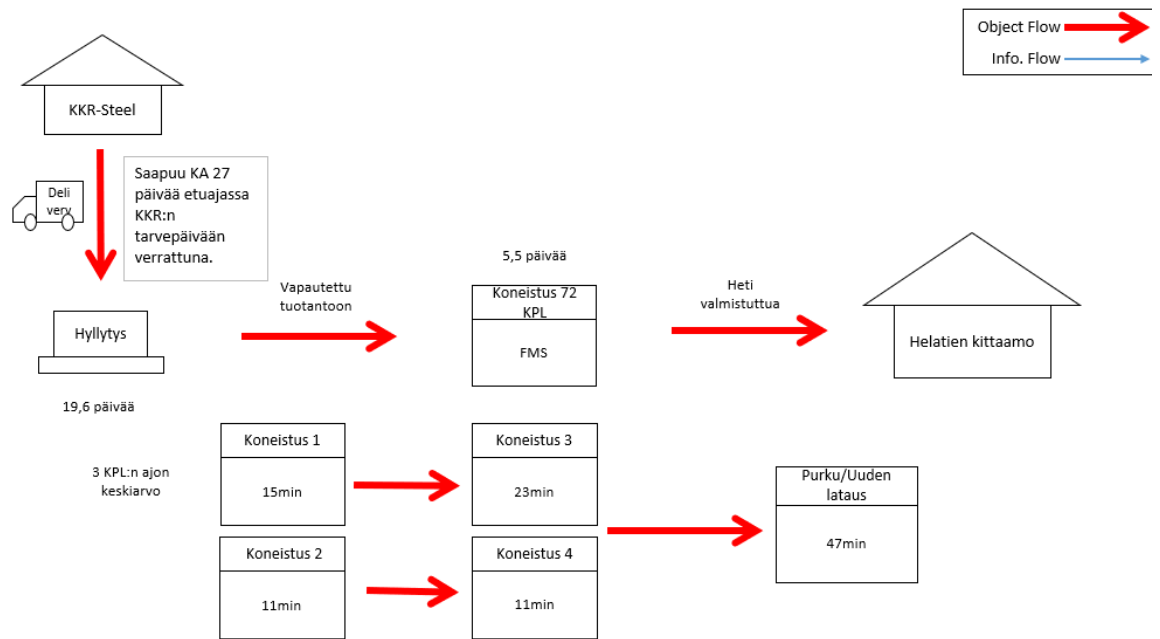 Object Flow
Info. Flow
KKR-Steel
Deli
very
Saapuu KA 27
päivää etuajassa
KKR:n
tarvepäivään
verrattuna.
Hyllytys
19,6 päivää
Vapautettu
tuotantoon
5,5 päivää
Koneistus 72
KPL
FMS
Heti
valmistuttua
Helatien kittaamo
3 KPL:n ajon
keskiarvo
Koneistus 1
15min
Koneistus 3
23min
Koneistus 2
11min
Koneistus 4
11min
Purku/Uuden
lataus
47min